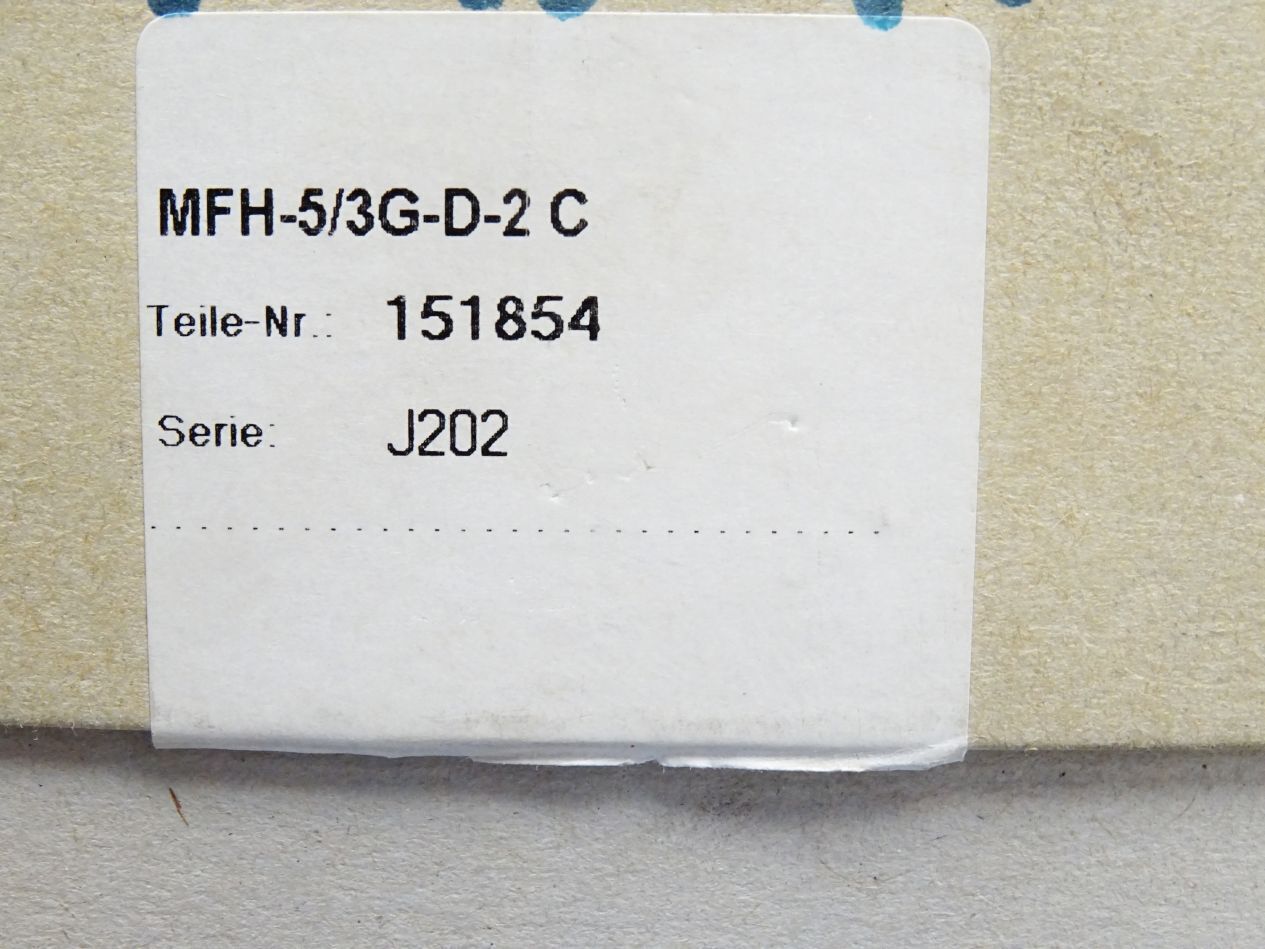 MFH-5/3G-D-2 C
Teile-Nr.: 151854
Serie: J202